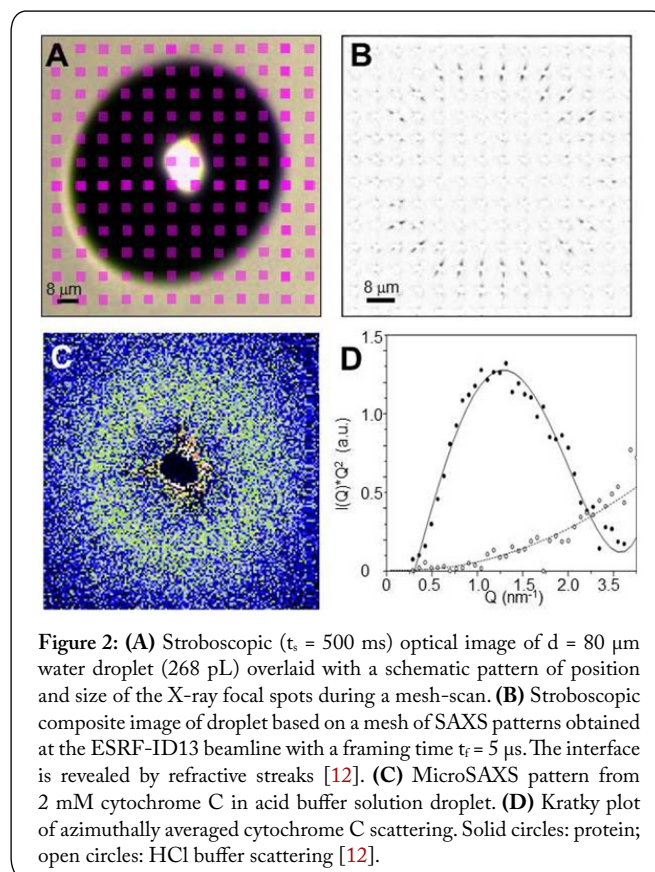 A
B
8 μm
8 μm
C
D
1.5
1.0
0.5
0
I(Q)*Q² (a.u.)
0.5
1.0
1.5
2.0
2.5
3.0
Q (nm⁻¹)
Figure 2: (A) Stroboscopic (tₛ = 500 ms) optical image of d = 80 μm
water droplet (268 pL) overlaid with a schematic pattern of position
and size of the X-ray focal spots during a mesh-scan. (B) Stroboscopic
composite image of droplet based on a mesh of SAXS patterns obtained
at the ESRF-ID13 beamline with a framing time t_f = 5 μs. The interface
is revealed by refractive streaks [12]. (C) MicroSAXS pattern from
2 mM cytochrome C in acid buffer solution droplet. (D) Kratky plot
of azimuthally averaged cytochrome C scattering. Solid circles: protein;
open circles: HCl buffer scattering [12].